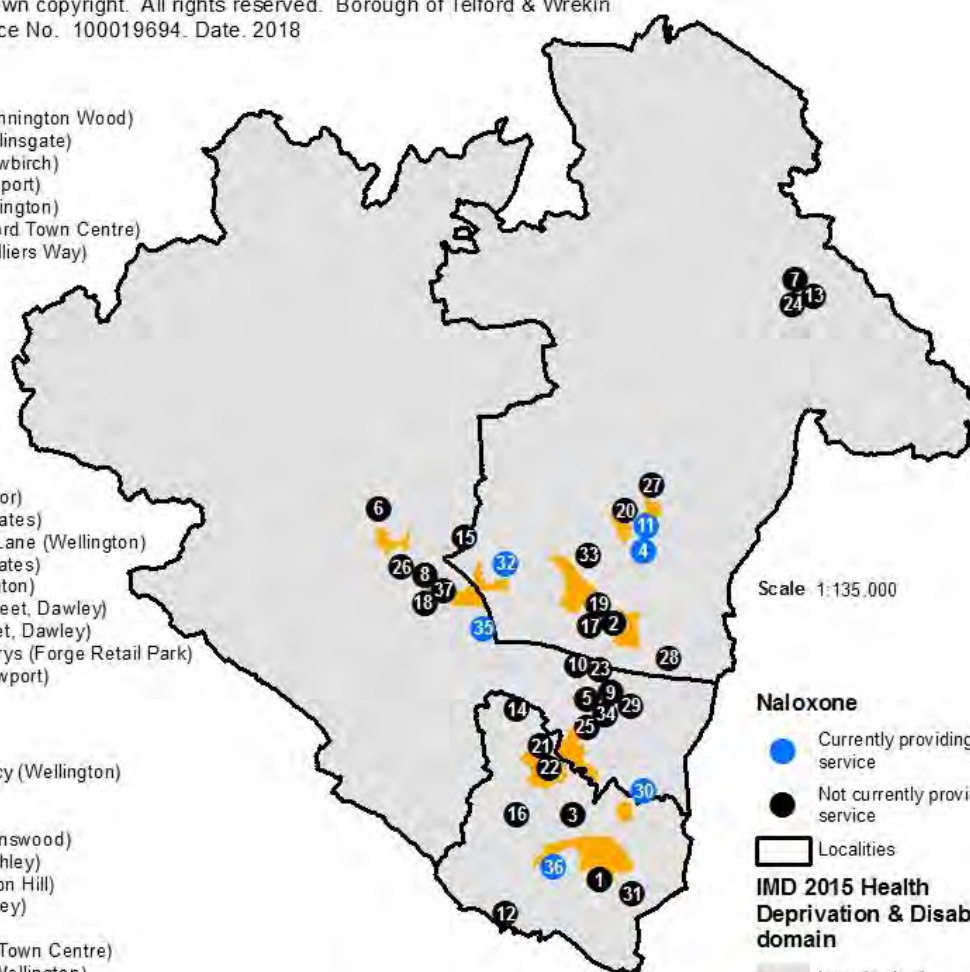 wn copyright. All rights reserved. Borough of Telford & Wrekin
ce No. 100019694. Date. 2018
nnington Wood)
linsgate)
wbirch)
port)
ington)
ord Town Centre)
lliers Way)
or)
ates)
Lane (Wellington)
ates)
ton)
eet, Dawley)
et, Dawley)
rys (Forge Retail Park)
wport)
cy (Wellington)
nswood)
hley)
on Hill)
ey)
Town Centre)
Wellington)
7
13
24
27
6
20
11
15
4
33
32
26
8
37
18
19
17
2
35
28
10
23
9
5
29
34
14
25
21
22
30
16
3
36
1
31
12
Scale 1:135,000
Naloxone
Currently providing
service
Not currently provi
service
Localities
IMD 2015 Health
Deprivation & Disab
domain